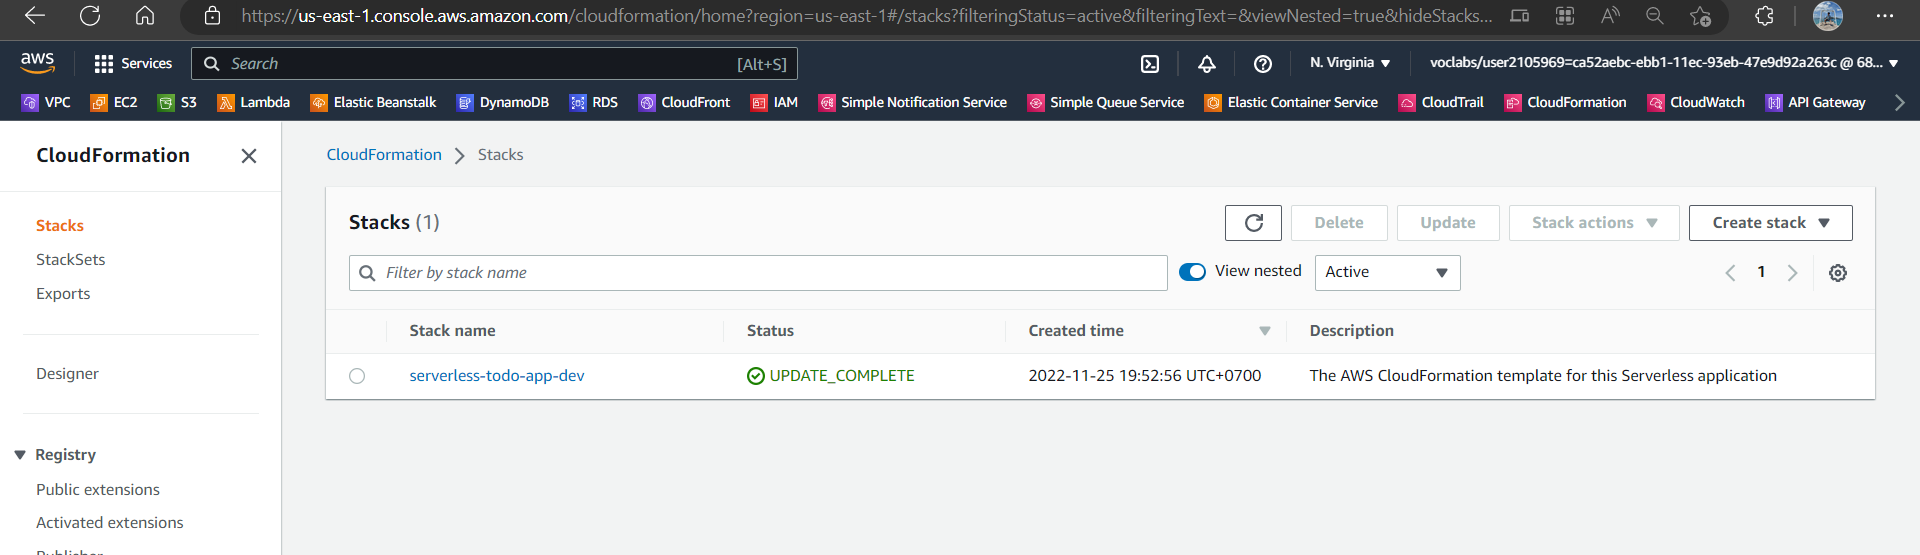 https://us-east-1.console.aws.amazon.com/cloudformation/home?region=us-east-1#/stacks?filteringStatus=active&filteringText=&viewNested=true&hideStacks...
aws Services Search [Alt+S] N. Virginia voclabs/user2105969=ca52aebc-ebb1-11ec-93eb-47e9d92a263c @ 68...
VPC EC2 S3 Lambda Elastic Beanstalk DynamoDB RDS CloudFront IAM Simple Notification Service Simple Queue Service Elastic Container Service CloudTrail CloudFormation CloudWatch API Gateway
CloudFormation
CloudFormation Stacks
Stacks
StackSets
Exports
Designer
Registry
Public extensions
Activated extensions
Publisher
Stacks (1)
Delete Update Stack actions Create stack
Filter by stack name View nested Active 1
Stack name Status Created time Description
serverless-todo-app-dev UPDATE_COMPLETE 2022-11-25 19:52:56 UTC+0700 The AWS CloudFormation template for this Serverless application